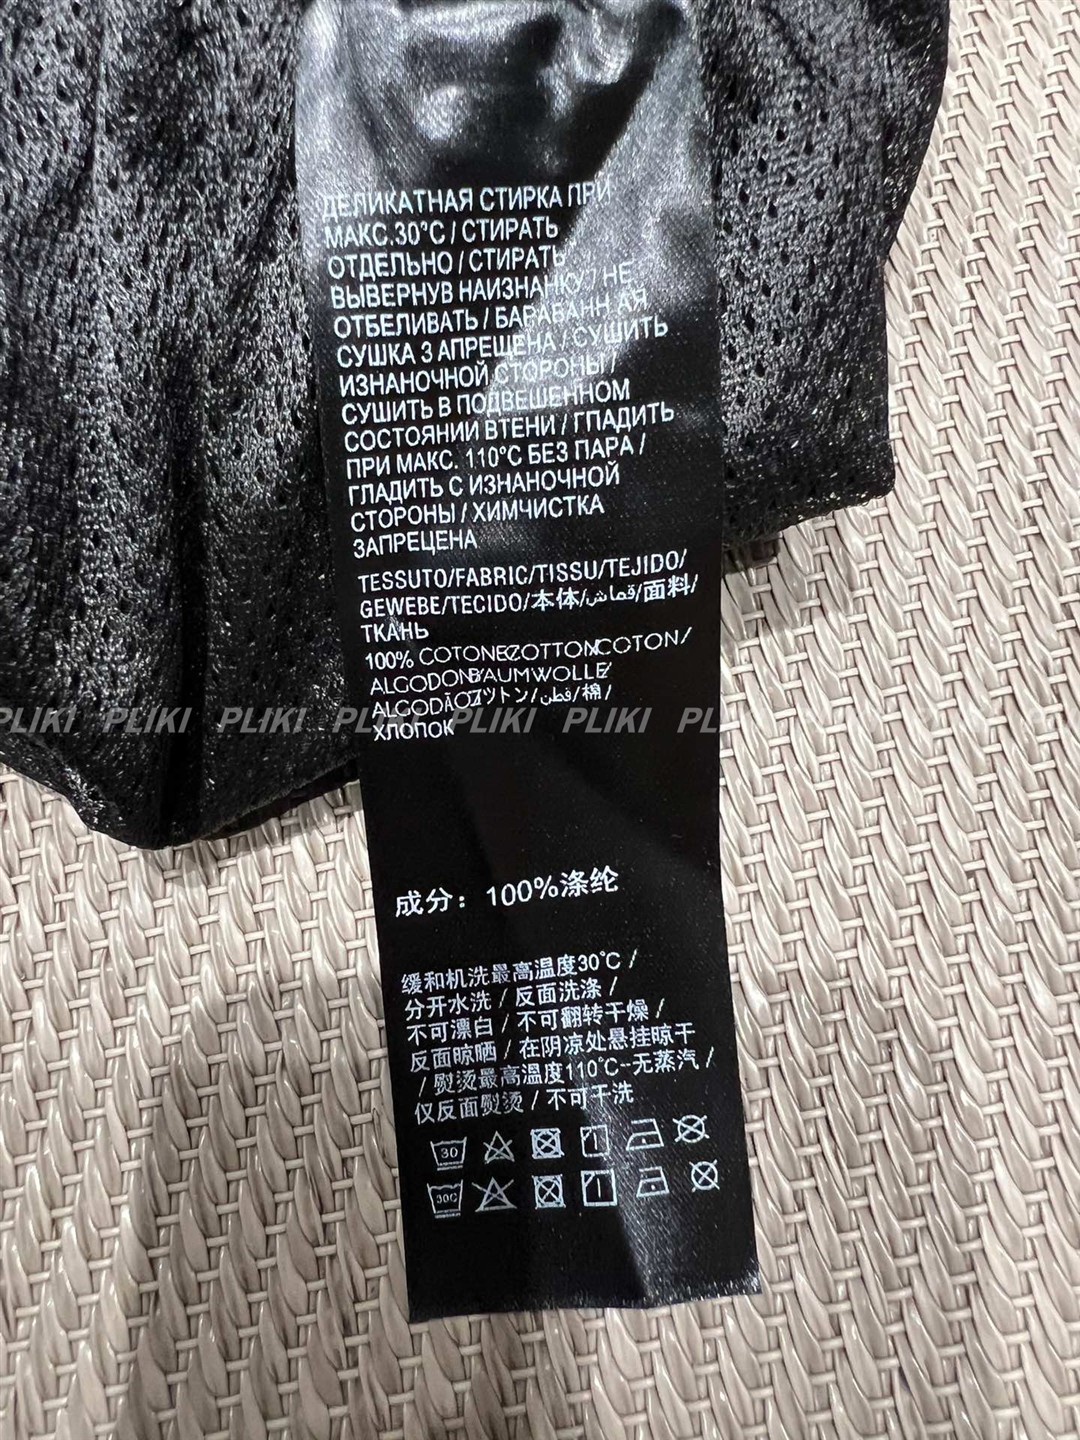 ДЕЛИКАТНАЯ СТИРКА ПРИ
МАКС.30°C / СТИРАТЬ
ОТДЕЛЬНО / СТИРАТЬ
ВЫВЕРНУВ НАИЗНАНКУ / НЕ
ОТБЕЛИВАТЬ / БАРАБАНН АЯ
СУШКА З АПРЕЩЕНА / СУШИТЬ
ИЗНАНОЧНОЙ СТОРОНЫ /
СУШИТЬ В ПОДВЕШЕННОМ
СОСТОЯНИИ ВТЕНИ / ГПАДИТЬ
ПРИ МАКС. 110°C БЕЗ ПАРА /
ГЛАДИТЬ С ИЗНАНОЧНОЙ
СТОРОНЫ / ХИМЧИСТКА
ЗАПРЕЦЕНА
TESSUTO/FABRIC/TISSU/TEJIDO/
GEWEBE/TECIDO/本体/قماش/面料/
ТКАНЬ
100% COTONE/COTTON/COTON/
ALGODON/BAUMWOLLE/
ALGODÃO/コットン/قطن/棉/
ХЛОПОК
PLIKI PLIKI PLIKI PLIKI PLIKI PLIKI PLIKI PLIKI PLIKI
成分：100%涤纶
缓和机洗最高温度30°C /
分开水洗 / 反面洗涤 /
不可漂白 / 不可翻转干燥 /
反面晾晒 / 在阴凉处悬挂晾干
/ 熨烫最高温度110°C-无蒸汽 /
仅反面熨烫 / 不可干洗
30
30C